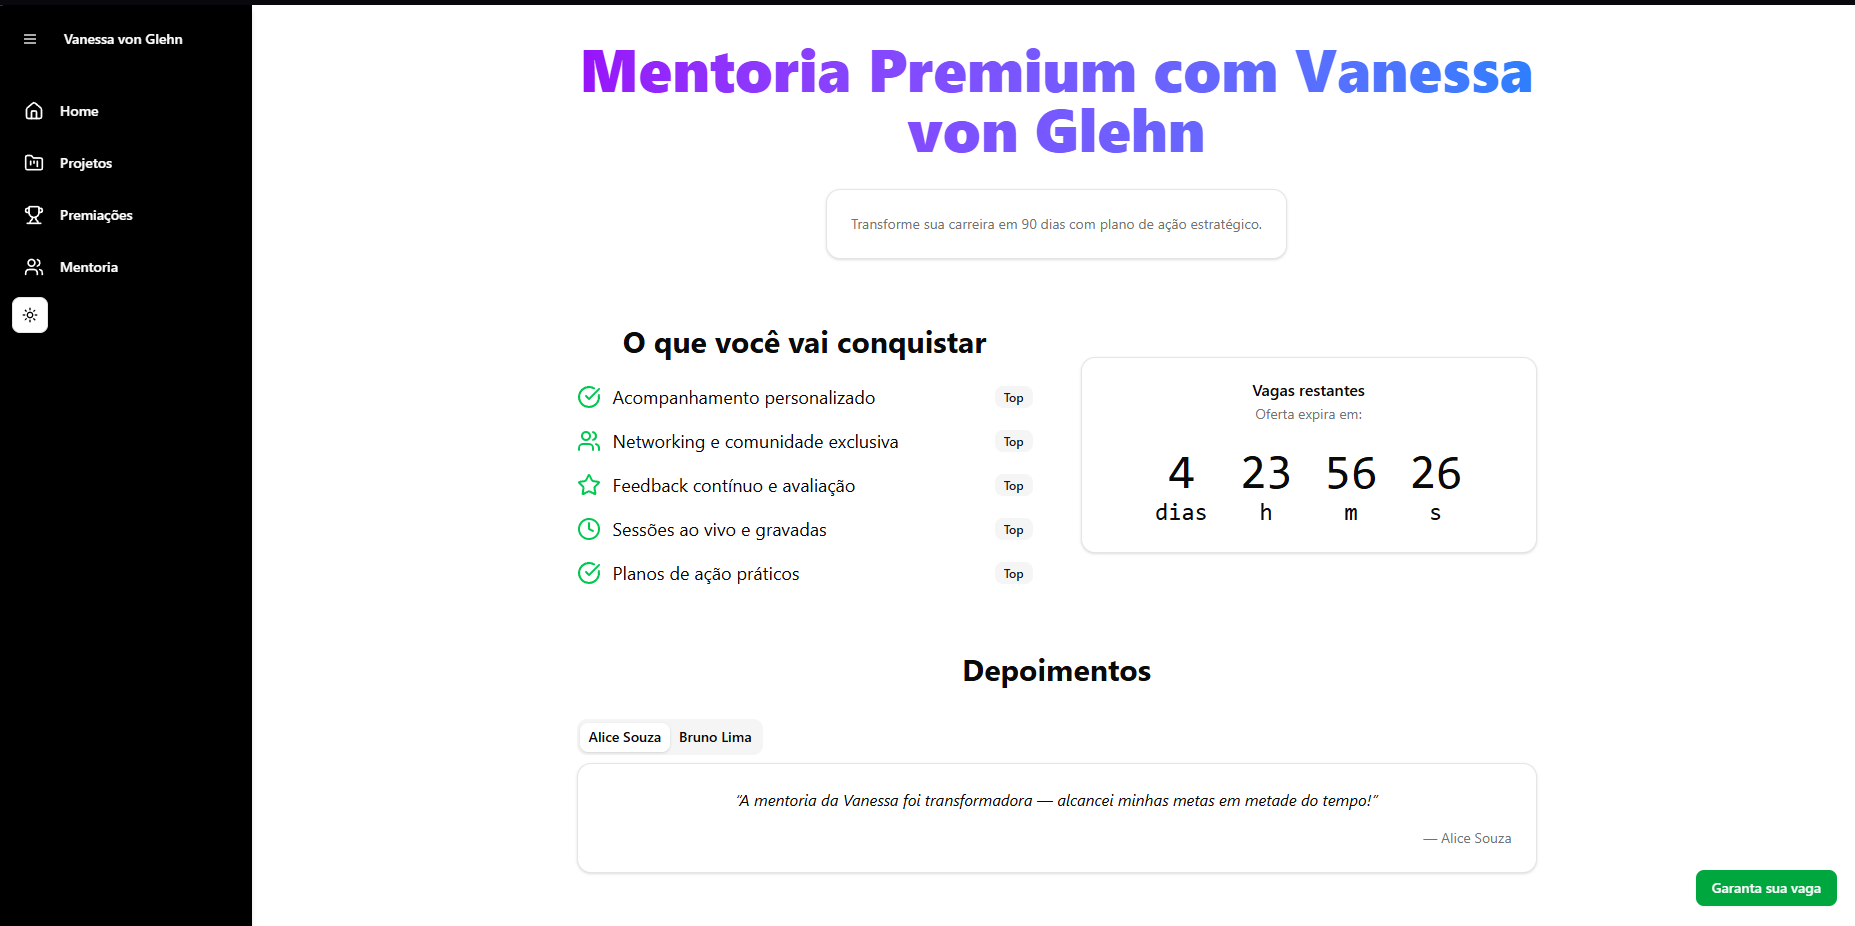 Vanessa von Glehn
Home
Projetos
Premiações
Mentoria
Mentoria Premium com Vanessa
von Glehn
Transforme sua carreira em 90 dias com plano de ação estratégico.
O que você vai conquistar
Acompanhamento personalizado Top
Networking e comunidade exclusiva Top
Feedback contínuo e avaliação Top
Sessões ao vivo e gravadas Top
Planos de ação práticos Top
Vagas restantes
Oferta expira em:
4 23 56 26
dias h m s
Depoimentos
Alice Souza Bruno Lima
“A mentoria da Vanessa foi transformadora — alcancei minhas metas em metade do tempo!”
— Alice Souza
Garanta sua vaga